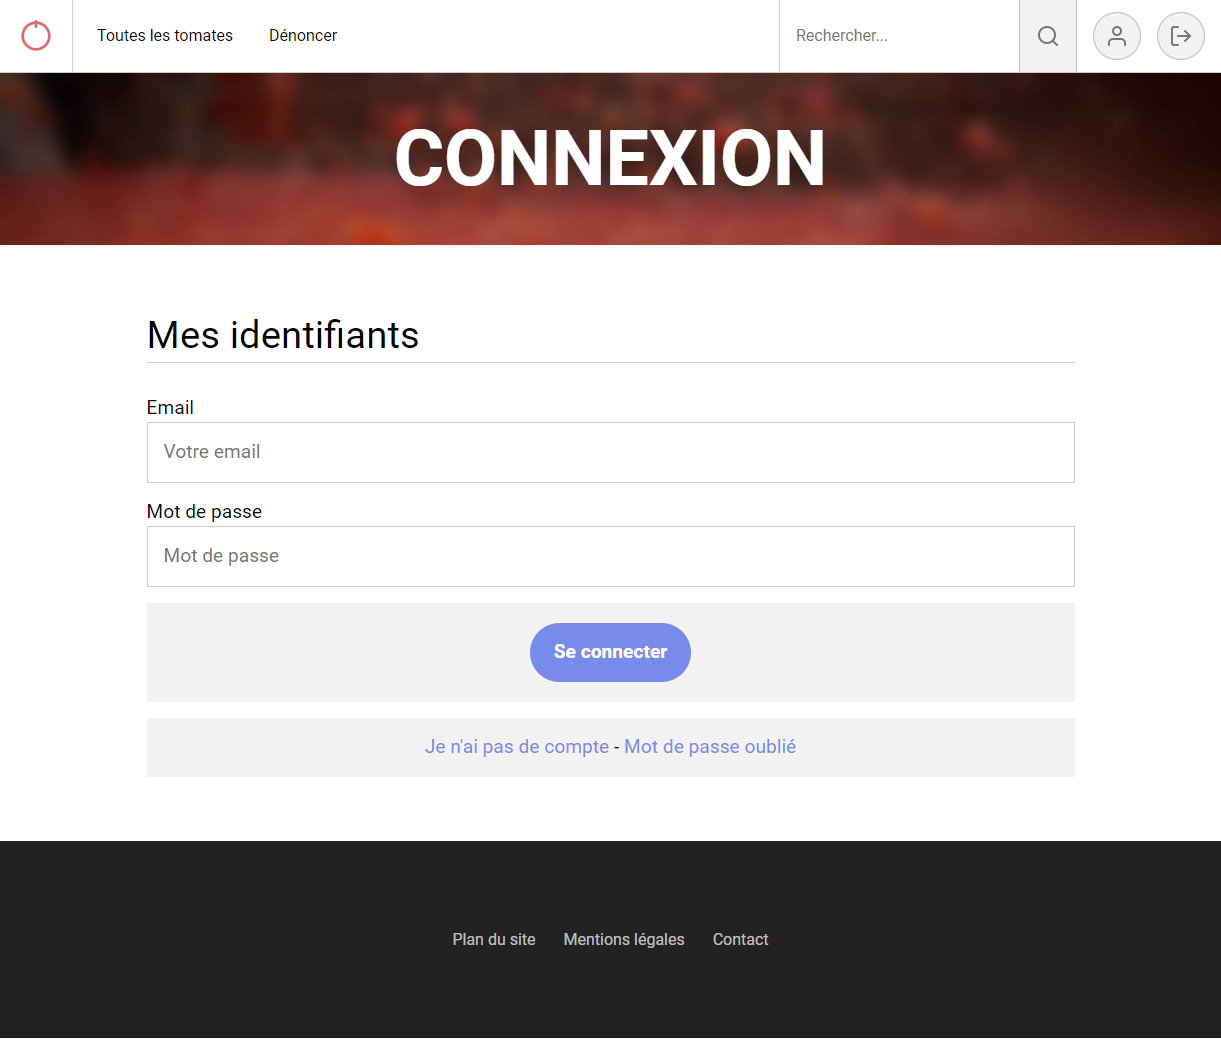 Toutes les tomates Dénoncer Rechercher...
CONNEXION
Mes identifiants
Email
Votre email
Mot de passe
Mot de passe
Se connecter
Je n'ai pas de compte - Mot de passe oublié
Plan du site Mentions légales Contact